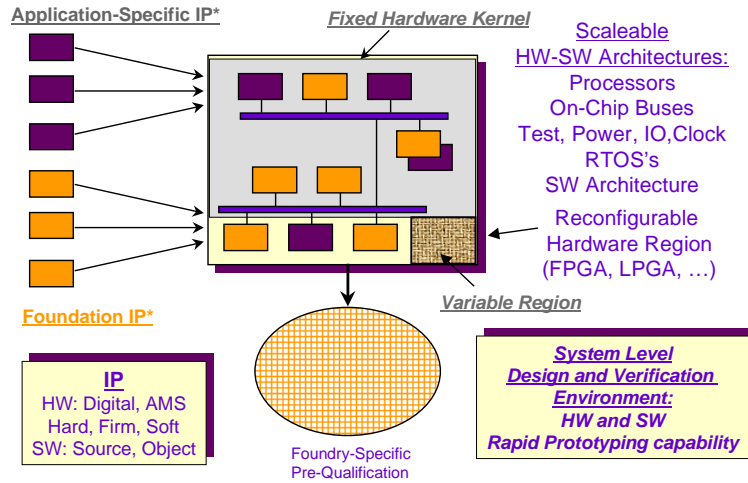 Application-Specific IP*
Fixed Hardware Kernel
Scaleable
HW-SW Architectures:
Processors
On-Chip Buses
Test, Power, IO,Clock
RTOS's
SW Architecture
Reconfigurable
Hardware Region
(FPGA, LPGA, …)
Variable Region
Foundation IP*
IP
HW: Digital, AMS
Hard, Firm, Soft
SW: Source, Object
Foundry-Specific
Pre-Qualification
System Level
Design and Verification
Environment:
HW and SW
Rapid Prototyping capability